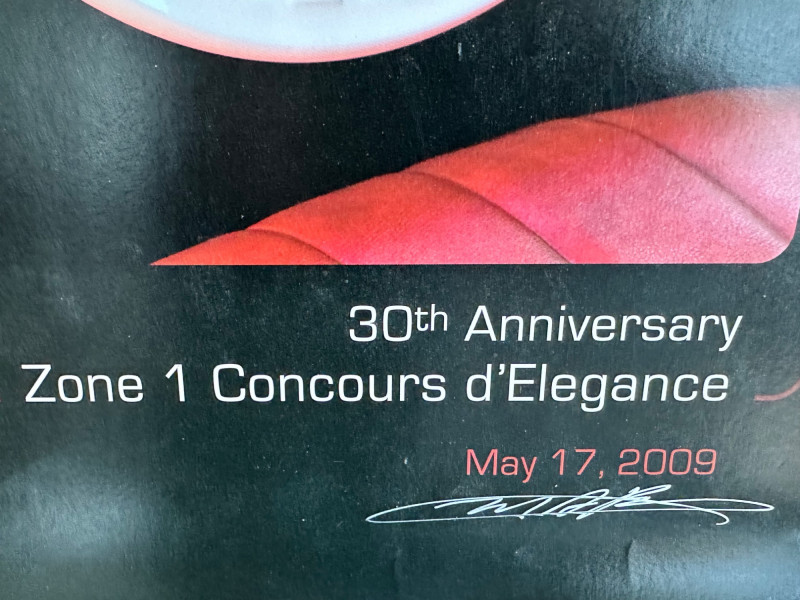 30th Anniversary
Zone 1 Concours d'Elegance
May 17, 2009